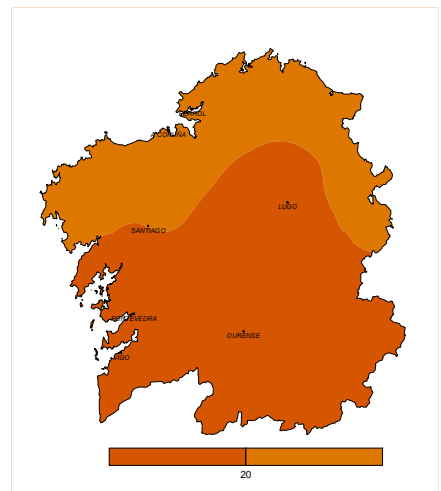 FERROL
A CORUÑA
LUGO
SANTIAGO
PONTEVEDRA
OURENSE
VIGO
20